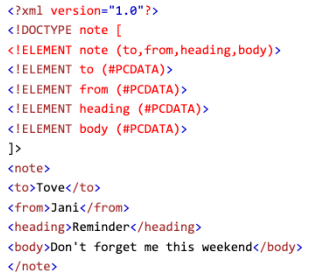 <?xml version="1.0"?>
<!DOCTYPE note [
<!ELEMENT note (to,from,heading,body)>
<!ELEMENT to (#PCDATA)>
<!ELEMENT from (#PCDATA)>
<!ELEMENT heading (#PCDATA)>
<!ELEMENT body (#PCDATA)>
]>
<note>
<to>Tove</to>
<from>Jani</from>
<heading>Reminder</heading>
<body>Don't forget me this weekend</body>
</note>